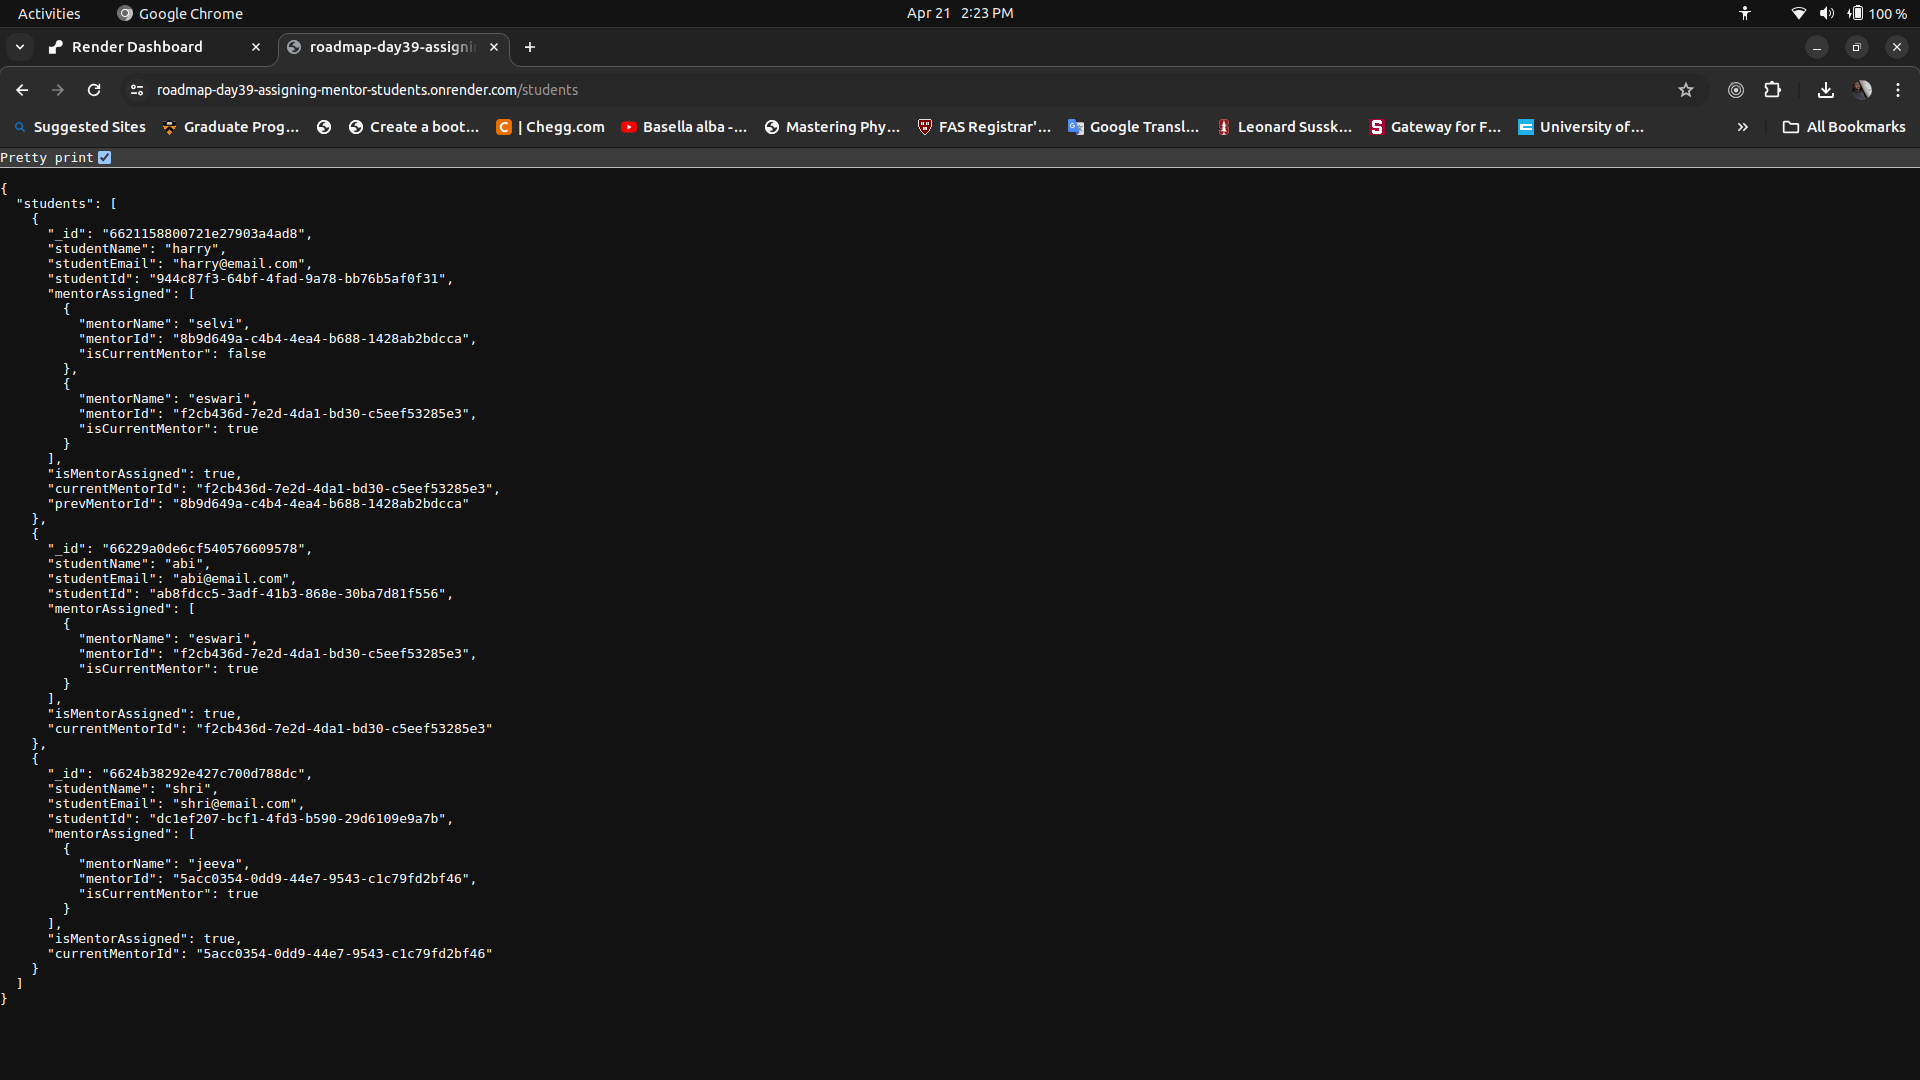 Activities Google Chrome Apr 21 2:23 PM 100 %
Render Dashboard roadmap-day39-assigni
roadmap-day39-assigning-mentor-students.onrender.com/students
Suggested Sites Graduate Prog... Create a boot... | Chegg.com Basella alba -... Mastering Phy... FAS Registrar'... Google Transl... Leonard Sussk... Gateway for F... University of... » All Bookmarks
Pretty print
{
  "students": [
    {
      "_id": "6621158800721e27903a4ad8",
      "studentName": "harry",
      "studentEmail": "harry@email.com",
      "studentId": "944c87f3-64bf-4fad-9a78-bb76b5af0f31",
      "mentorAssigned": [
        {
          "mentorName": "selvi",
          "mentorId": "8b9d649a-c4b4-4ea4-b688-1428ab2bdcca",
          "isCurrentMentor": false
        },
        {
          "mentorName": "eswari",
          "mentorId": "f2cb436d-7e2d-4da1-bd30-c5eef53285e3",
          "isCurrentMentor": true
        }
      ],
      "isMentorAssigned": true,
      "currentMentorId": "f2cb436d-7e2d-4da1-bd30-c5eef53285e3",
      "prevMentorId": "8b9d649a-c4b4-4ea4-b688-1428ab2bdcca"
    },
    {
      "_id": "66229a0de6cf540576609578",
      "studentName": "abi",
      "studentEmail": "abi@email.com",
      "studentId": "ab8fdcc5-3adf-41b3-868e-30ba7d81f556",
      "mentorAssigned": [
        {
          "mentorName": "eswari",
          "mentorId": "f2cb436d-7e2d-4da1-bd30-c5eef53285e3",
          "isCurrentMentor": true
        }
      ],
      "isMentorAssigned": true,
      "currentMentorId": "f2cb436d-7e2d-4da1-bd30-c5eef53285e3"
    },
    {
      "_id": "6624b38292e427c700d788dc",
      "studentName": "shri",
      "studentEmail": "shri@email.com",
      "studentId": "dc1ef207-bcf1-4fd3-b590-29d6109e9a7b",
      "mentorAssigned": [
        {
          "mentorName": "jeeva",
          "mentorId": "5acc0354-0dd9-44e7-9543-c1c79fd2bf46",
          "isCurrentMentor": true
        }
      ],
      "isMentorAssigned": true,
      "currentMentorId": "5acc0354-0dd9-44e7-9543-c1c79fd2bf46"
    }
  ]
}